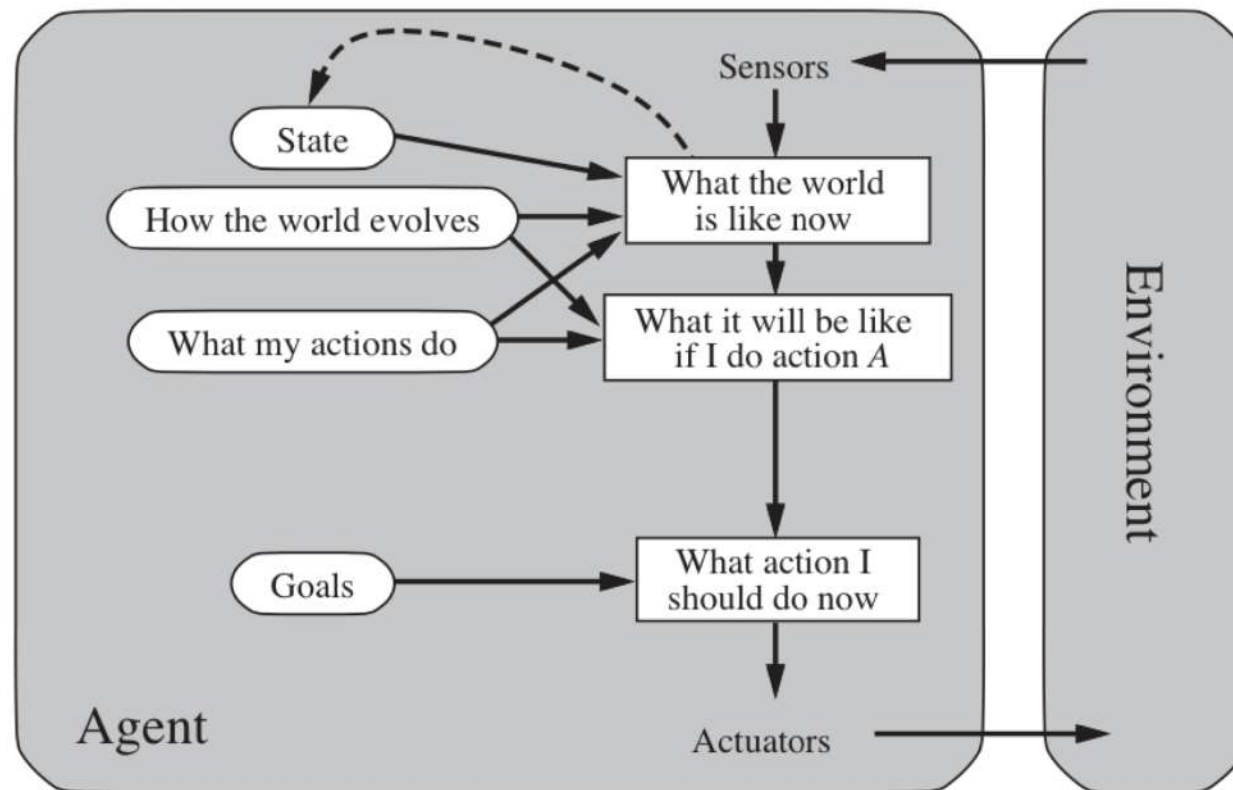 Sensors
State
What the world
is like now
How the world evolves
What it will be like
if I do action A
What my actions do
Environment
Goals
What action I
should do now
Agent
Actuators